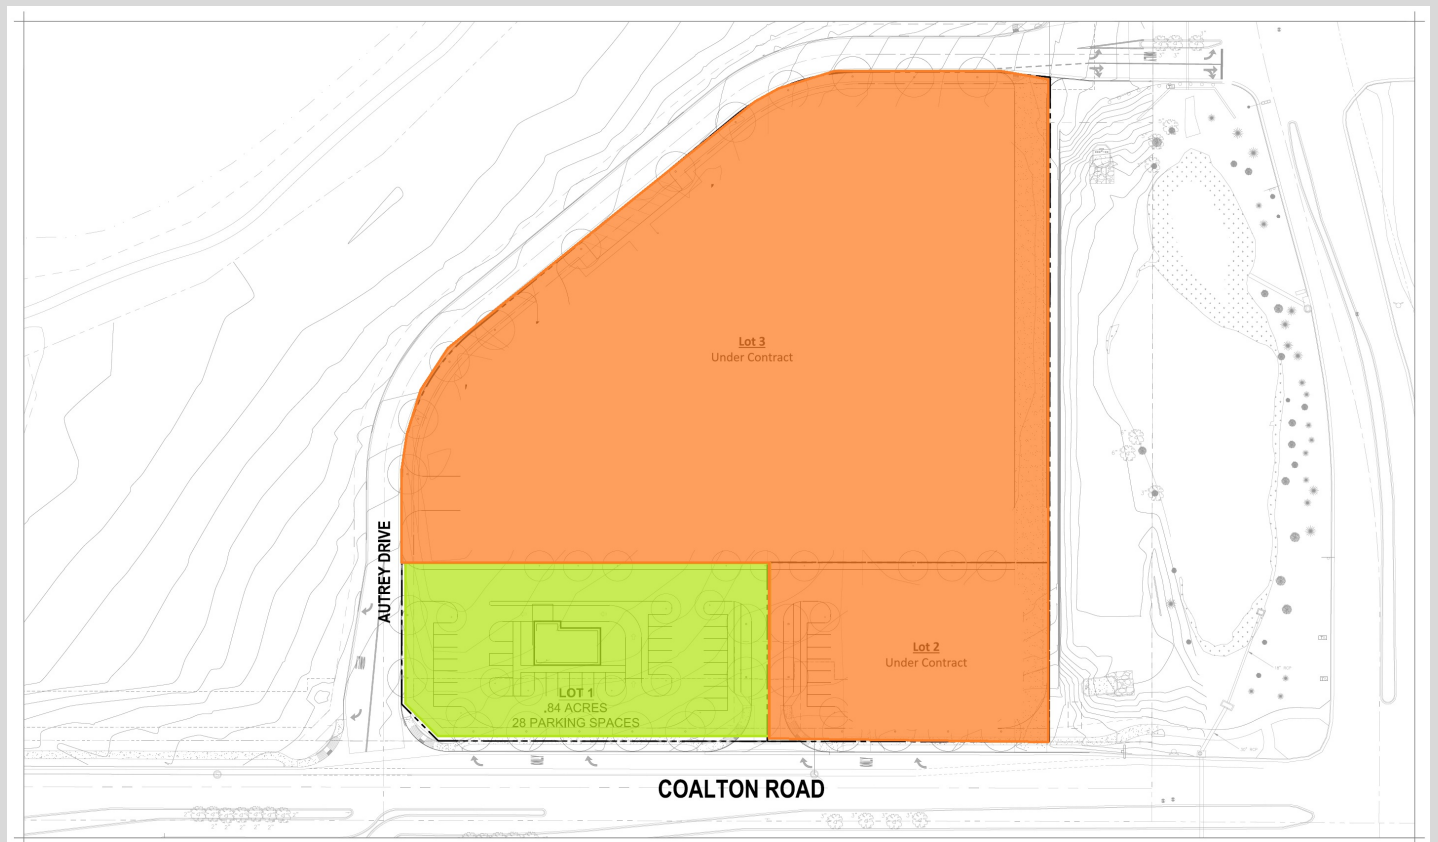 Lot 3
Under Contract
AUTREY DRIVE
Lot 2
Under Contract
LOT 1
.84 ACRES
28 PARKING SPACES
COALTON ROAD